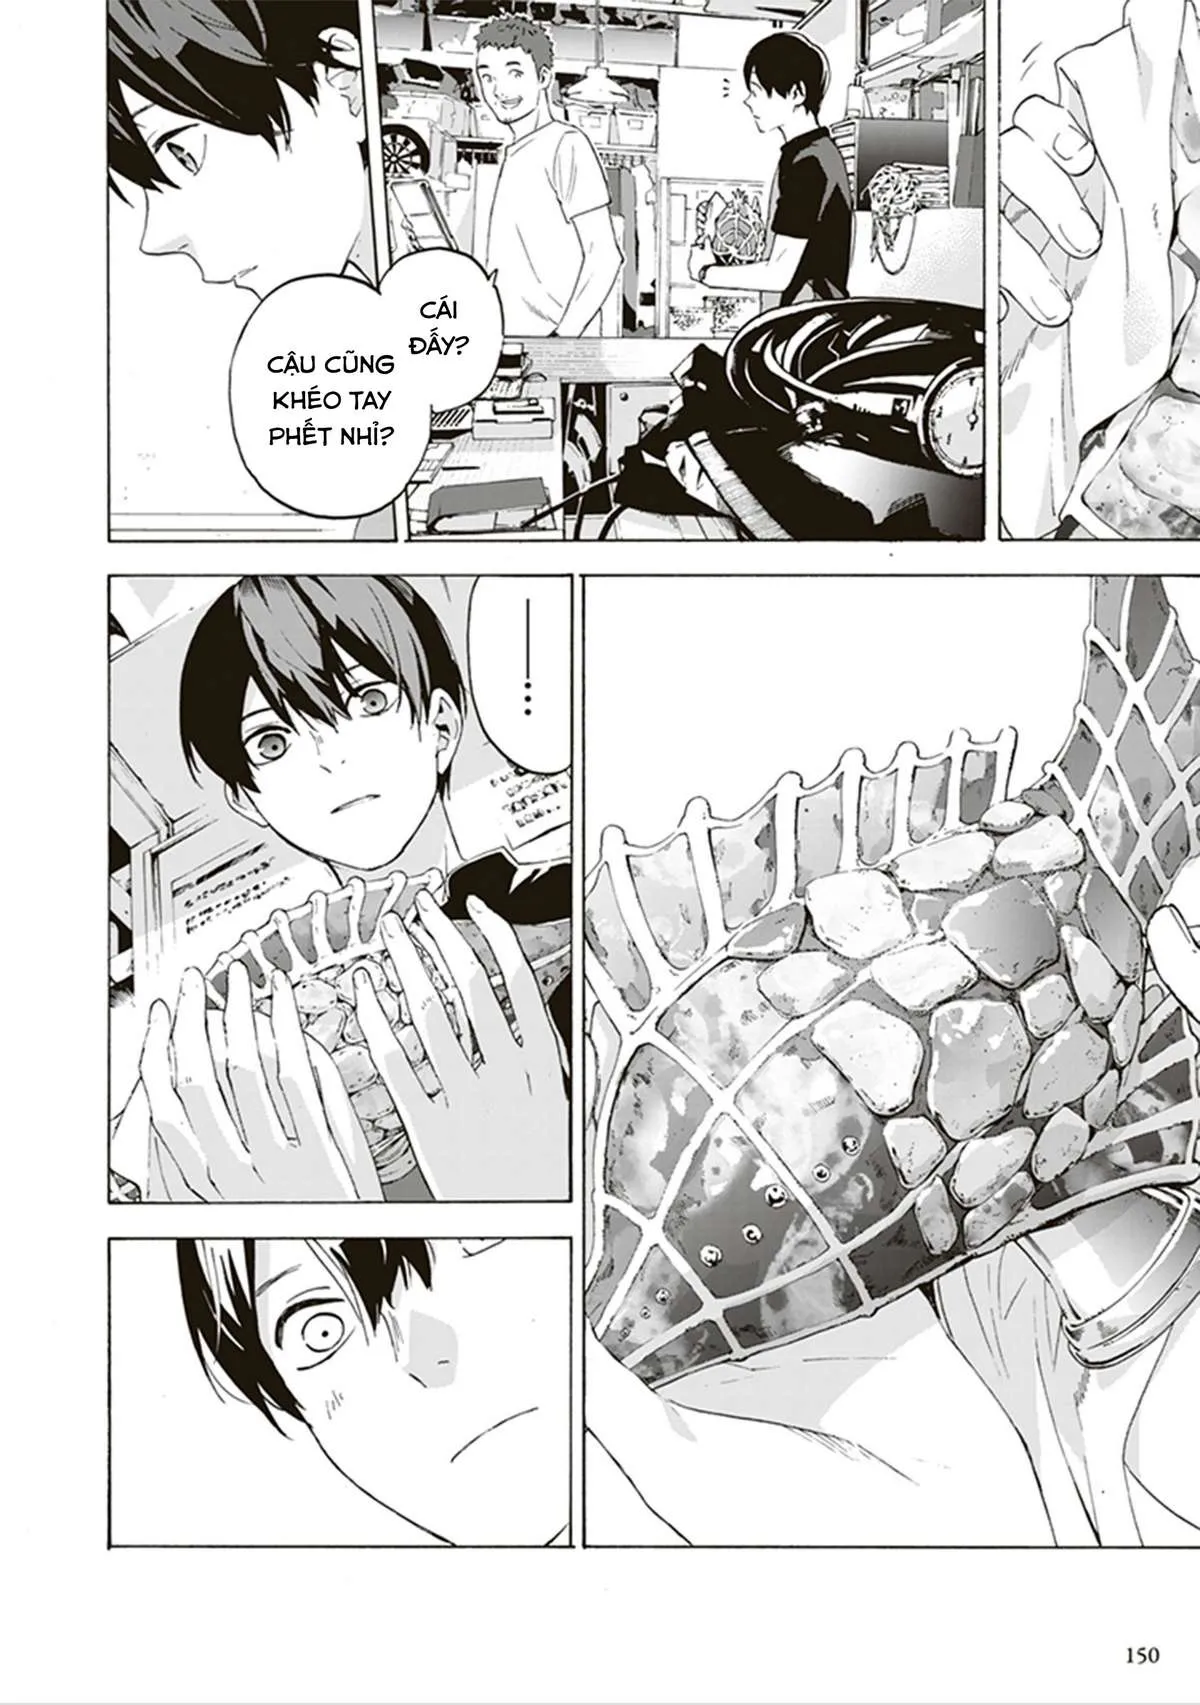 CÁI
ĐẤY?
CẬU CŨNG
KHÉO TAY
PHẾT NHỈ?
150